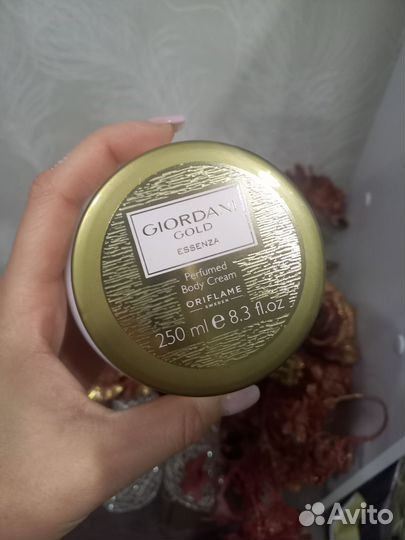 GIORDANI
GOLD
ESSENZA
Perfumed
Body Cream
ORIFLAME
SWEDEN
250 ml e 8.3 fl.oz
Avito